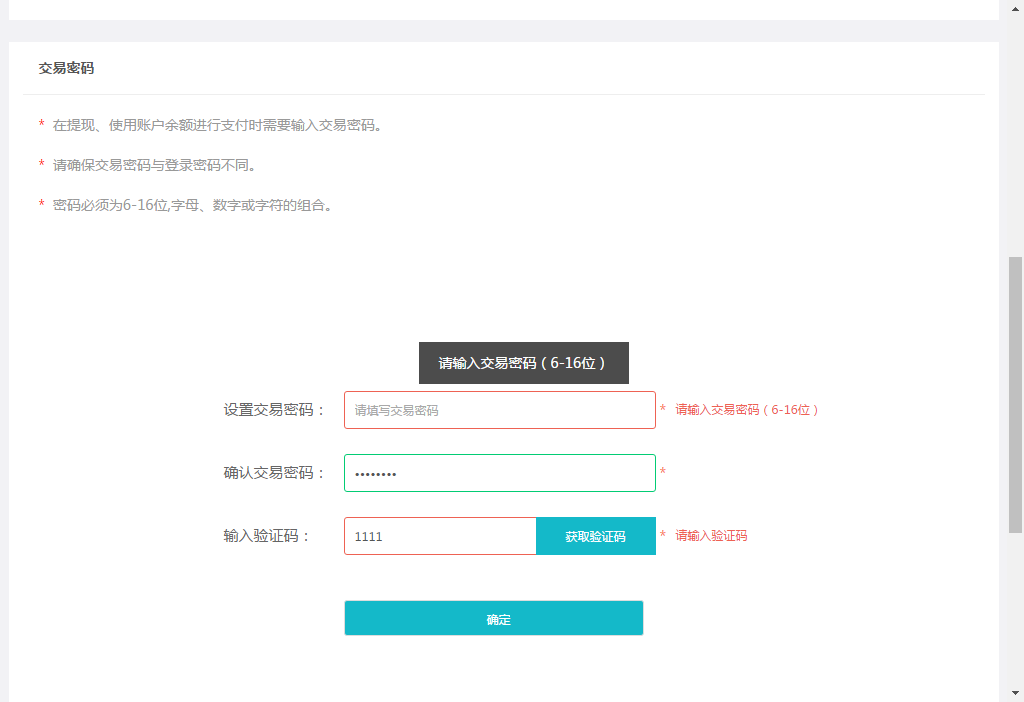 交易密码
* 在提现、使用账户余额进行支付时需要输入交易密码。
* 请确保交易密码与登录密码不同。
* 密码必须为6-16位,字母、数字或字符的组合。
请输入交易密码（6-16位）
设置交易密码： 请填写交易密码 * 请输入交易密码（6-16位）
确认交易密码： •••••••• *
输入验证码： 1111 获取验证码 * 请输入验证码
确定